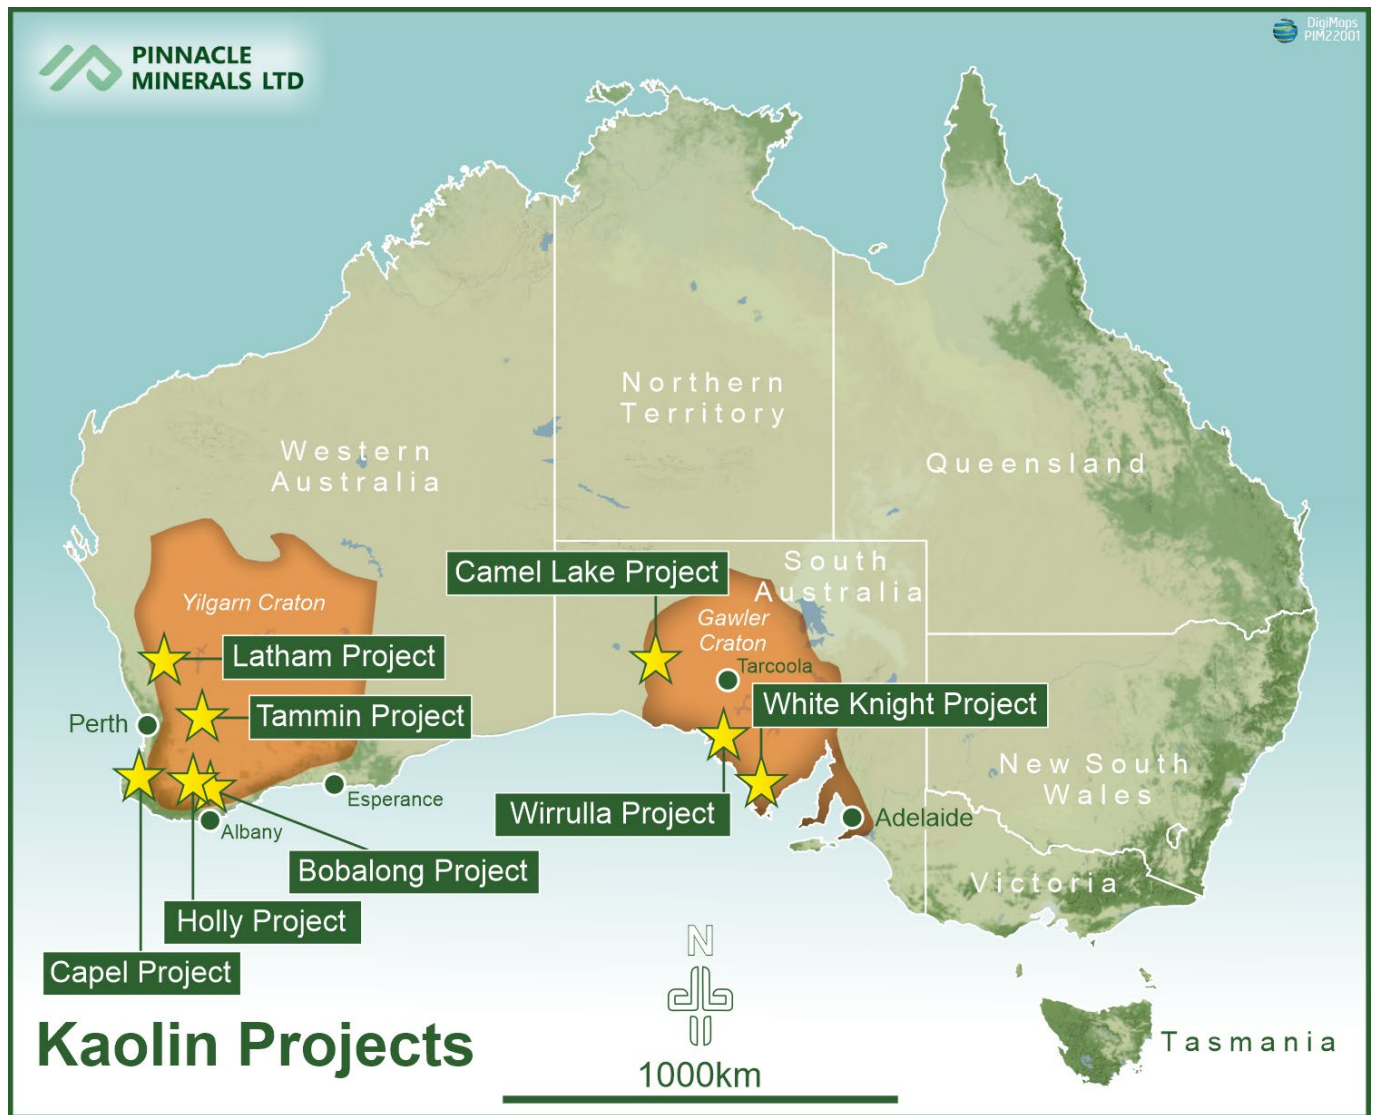 PINNACLE
MINERALS LTD
DigiMaps
PIM22001
Northern
Territory
Western
Australia
Queensland
Camel Lake Project
South
Australia
Yilgarn Craton
Gawler
Craton
Latham Project
Tarcoola
White Knight Project
Tammin Project
Perth
New South
Wales
Esperance
Wirrulla Project
Adelaide
Albany
Bobalong Project
Victoria
Holly Project
N
Capel Project
Kaolin Projects
Tasmania
1000km